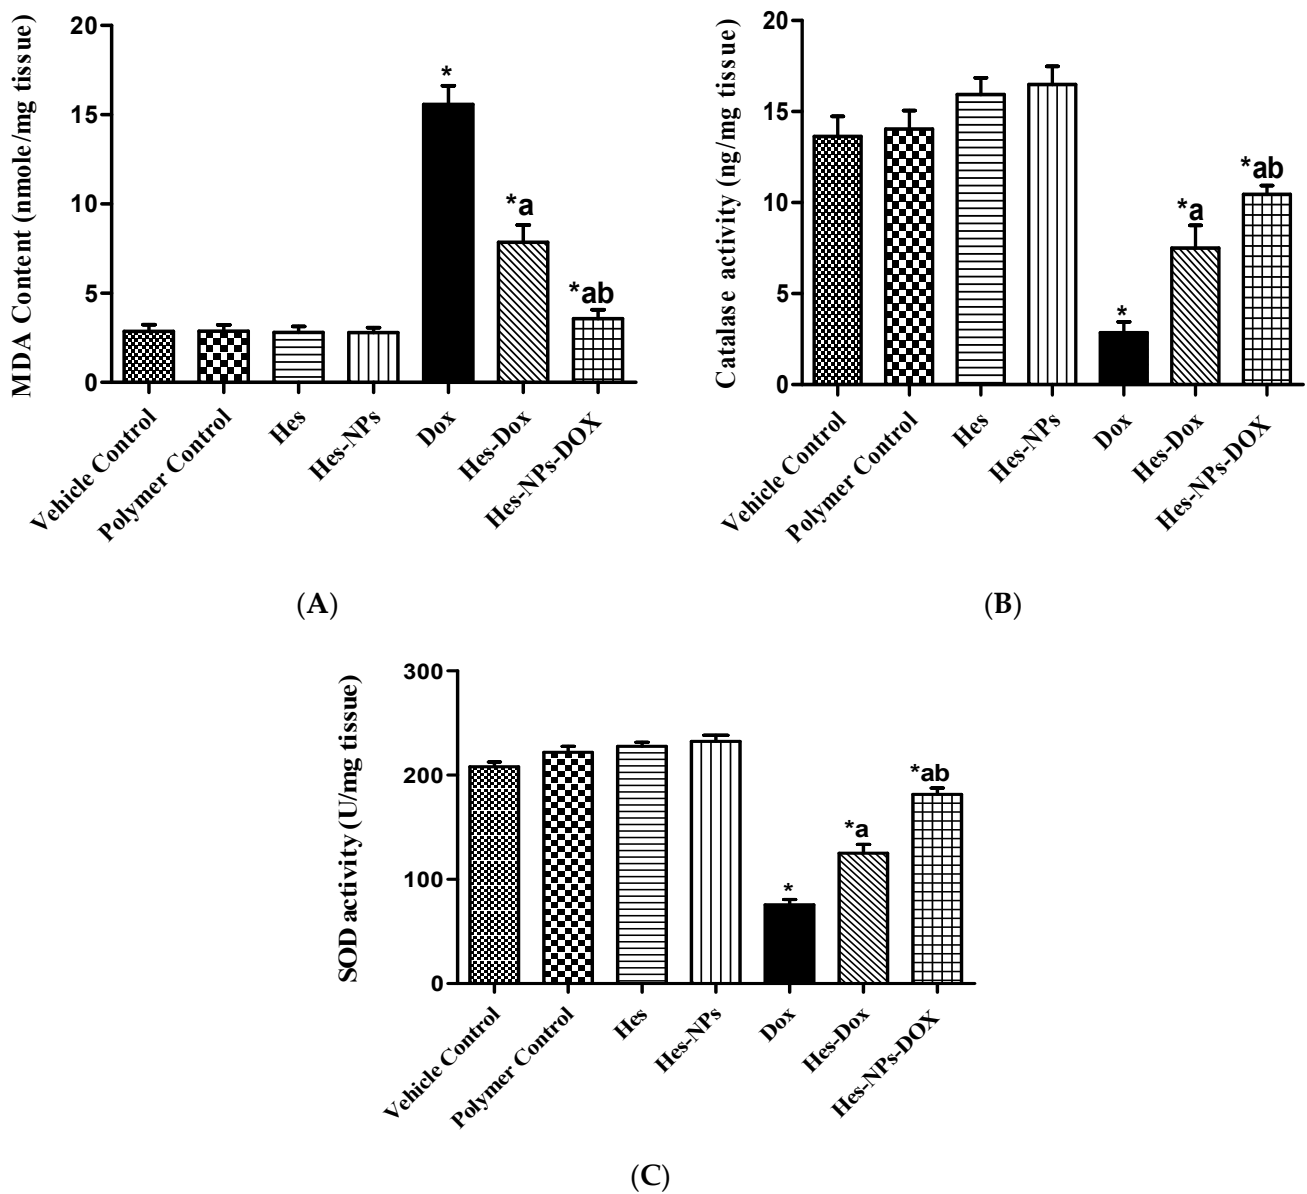 MDA Content (nmole/mg tissue)
20
15
10
5
0
*
*a
*ab
Vehicle Control
Polymer Control
Hes
Hes-NPs
Dox
Hes-Dox
Hes-NPs-DOX
(A)
Catalase activity (ng/mg tissue)
20
15
10
5
0
*
*a
*ab
Vehicle Control
Polymer Control
Hes
Hes-NPs
Dox
Hes-Dox
Hes-NPs-DOX
(B)
SOD activity (U/mg tissue)
300
200
100
0
*
*a
*ab
Vehicle Control
Polymer Control
Hes
Hes-NPs
Dox
Hes-Dox
Hes-NPs-DOX
(C)